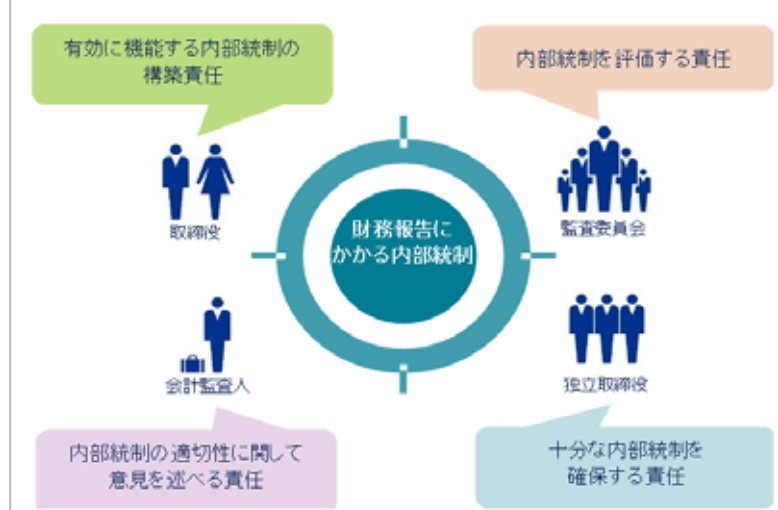 有効に機能する内部統制の
構築責任
内部統制を評価する責任
取締役
監査委員会
財務報告に
かかる内部統制
会計監査人
独立取締役
内部統制の適切性に関して
意見を述べる責任
十分な内部統制を
確保する責任